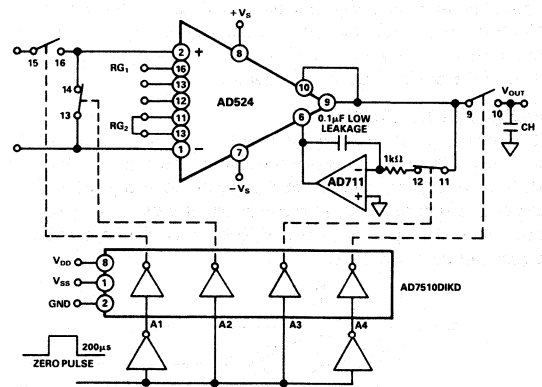 +VS
15 16
2 +
8
RG1
16
13
12
11
13
RG2
14
13
AD524
10
9
6
1 −
7
−VS
0.1µF LOW
LEAKAGE
AD711
−
+
1kΩ
12 11
VOUT
9 10
CH
VDD 8
VSS 1
GND 2
AD7510DIKD
A1 A2 A3 A4
200µs
ZERO PULSE